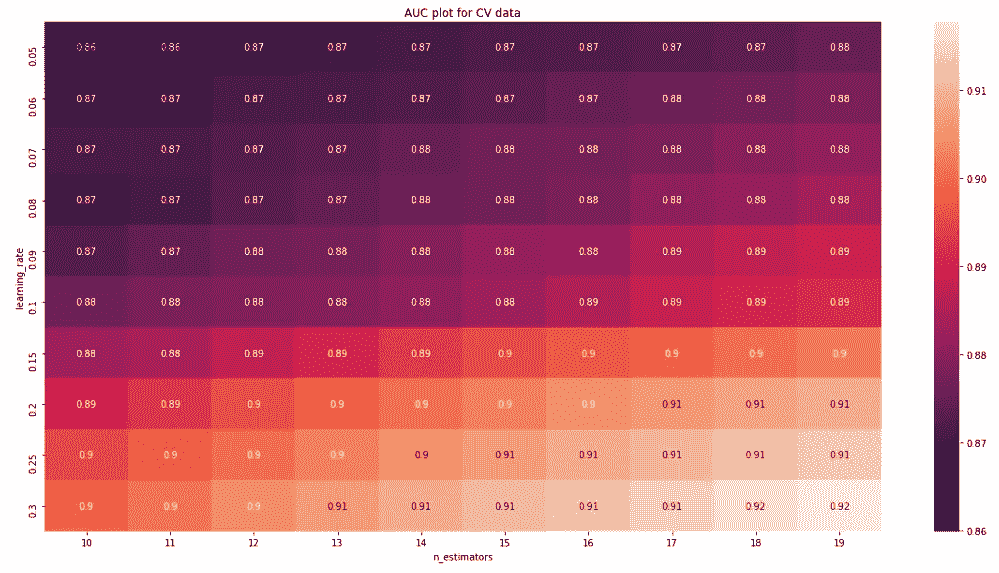 AUC plot for CV data
0.05 0.86 0.86 0.87 0.87 0.87 0.87 0.87 0.87 0.87 0.88
0.06 0.87 0.87 0.87 0.87 0.87 0.87 0.87 0.88 0.88 0.88
0.07 0.87 0.87 0.87 0.87 0.88 0.88 0.88 0.88 0.88 0.88
0.08 0.87 0.87 0.87 0.87 0.88 0.88 0.88 0.88 0.88 0.88
0.09 0.87 0.87 0.88 0.88 0.88 0.88 0.88 0.89 0.89 0.89
0.1 0.88 0.88 0.88 0.88 0.88 0.88 0.89 0.89 0.89 0.89
0.15 0.88 0.88 0.89 0.89 0.89 0.9 0.9 0.9 0.9 0.9
0.2 0.89 0.89 0.9 0.9 0.9 0.9 0.9 0.91 0.91 0.91
0.25 0.9 0.9 0.9 0.9 0.9 0.91 0.91 0.91 0.91 0.91
0.3 0.9 0.9 0.9 0.91 0.91 0.91 0.91 0.91 0.92 0.92
learning_rate
10 11 12 13 14 15 16 17 18 19
n_estimators
0.91
0.90
0.89
0.88
0.87
0.86